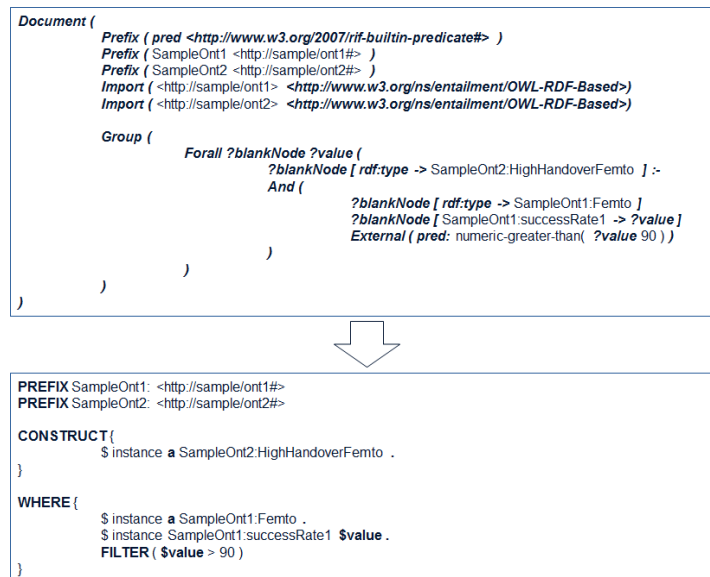 Document (
Prefix ( pred <http://www.w3.org/2007/rif-builtin-predicate#> )
Prefix ( SampleOnt1 <http://sample/ont1#> )
Prefix ( SampleOnt2 <http://sample/ont2#> )
Import ( <http://sample/ont1> <http://www.w3.org/ns/entailment/OWL-RDF-Based>)
Import ( <http://sample/ont2> <http://www.w3.org/ns/entailment/OWL-RDF-Based>)
Group (
Forall ?blankNode ?value (
?blankNode [ rdf:type -> SampleOnt2:HighHandoverFemto ] :-
And (
?blankNode [ rdf:type -> SampleOnt1:Femto ]
?blankNode [ SampleOnt1:successRate1 -> ?value ]
External ( pred: numeric-greater-than( ?value 90 ) )
)
)
)
)
PREFIX SampleOnt1: <http://sample/ont1#>
PREFIX SampleOnt2: <http://sample/ont2#>
CONSTRUCT {
$ instance a SampleOnt2:HighHandoverFemto .
}
WHERE {
$ instance a SampleOnt1:Femto .
$ instance SampleOnt1:successRate1 $value .
FILTER ( $value > 90 )
}